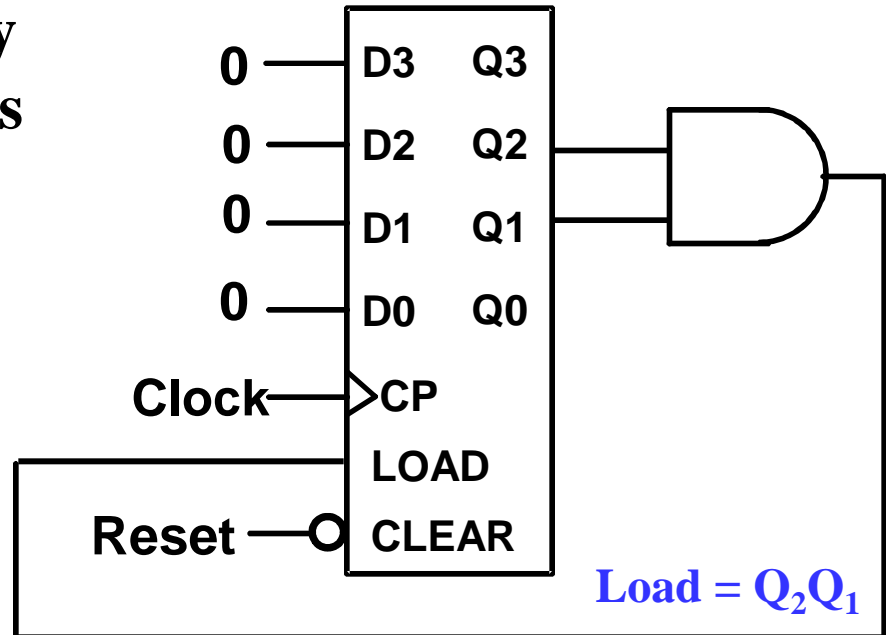 y
s
0 D3 Q3
0 D2 Q2
0 D1 Q1
0 D0 Q0
Clock CP
LOAD
Reset CLEAR
Load = Q₂Q₁